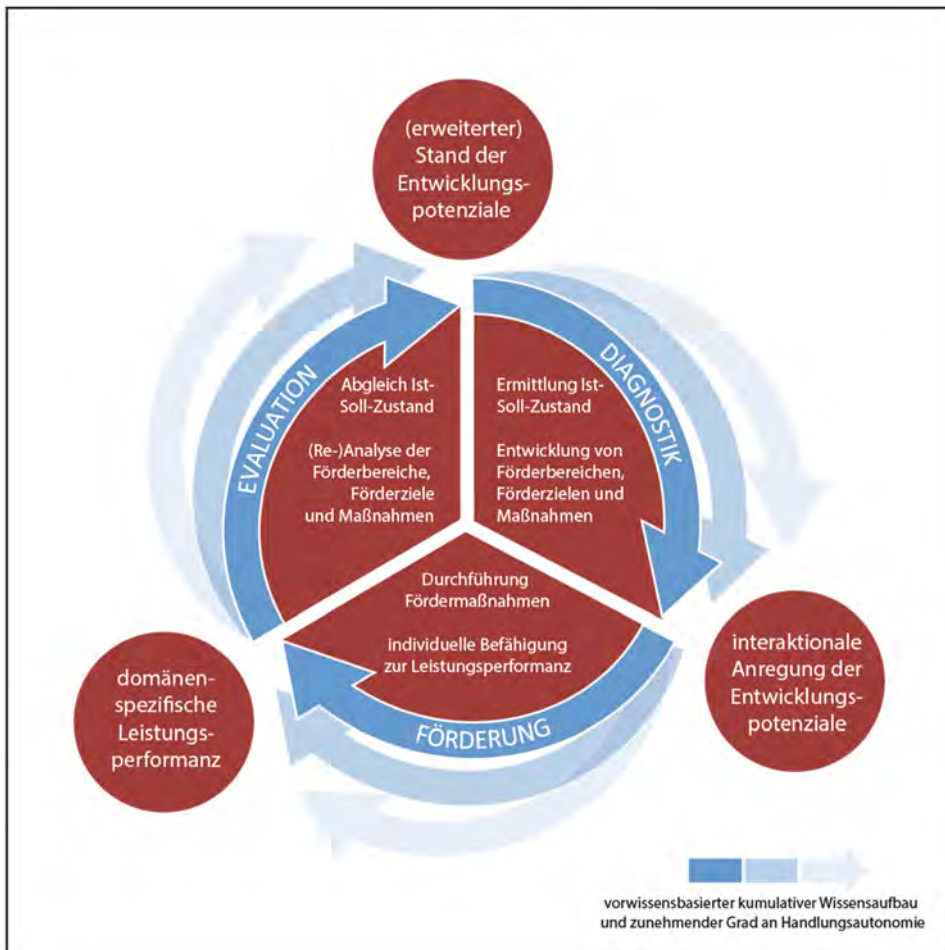 (erweiterter)
Stand der
Entwicklungs-
potenziale
EVALUATION
Abgleich Ist-
Soll-Zustand
(Re-)Analyse der
Förderbereiche,
Förderziele
und Maßnahmen
DIAGNOSTIK
Ermittlung Ist-
Soll-Zustand
Entwicklung von
Förderbereichen,
Förderzielen und
Maßnahmen
Durchführung
Fördermaßnahmen
individuelle Befähigung
zur Leistungsperformanz
FÖRDERUNG
domänen-
spezifische
Leistungs-
performanz
interaktionale
Anregung der
Entwicklungs-
potenziale
vorwissensbasierter kumulativer Wissensaufbau
und zunehmender Grad an Handlungsautonomie